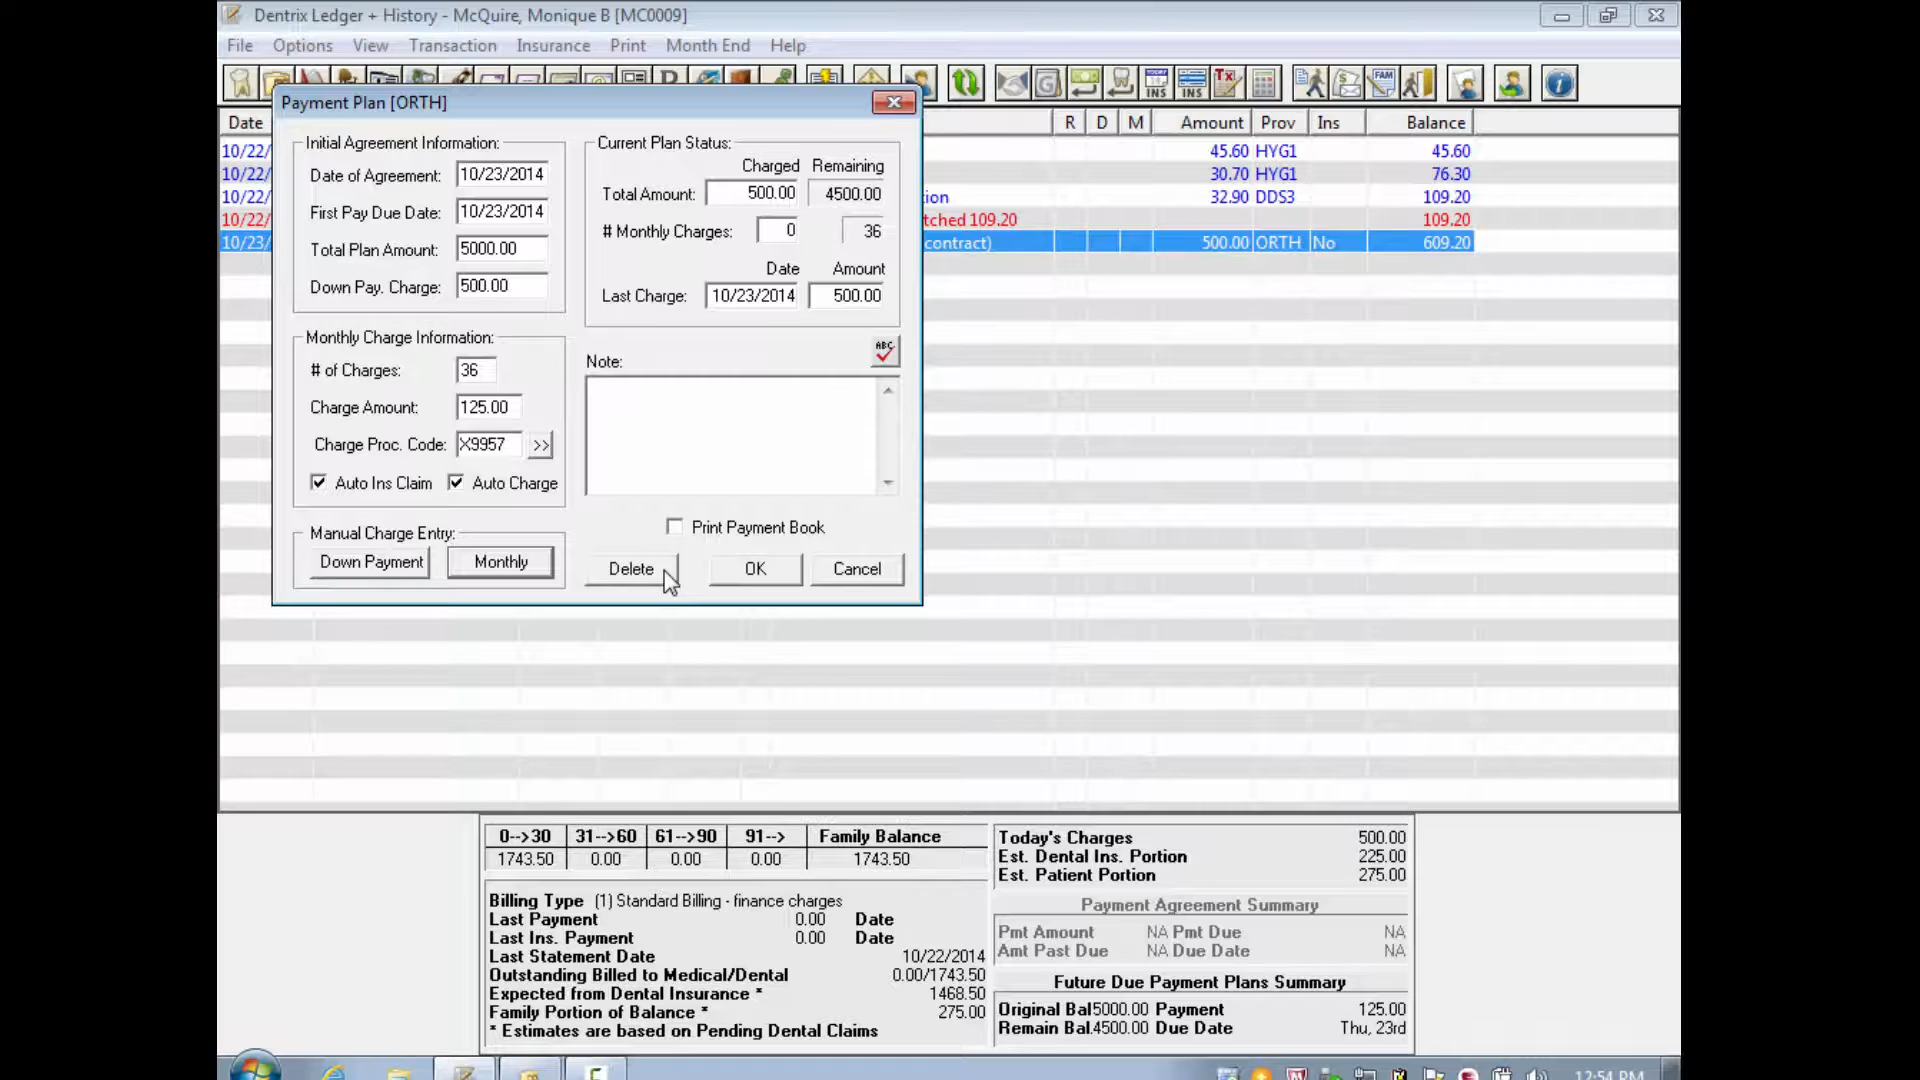 Dentrix Ledger + History - McQuire, Monique B [MC0009]
File Options View Transaction Insurance Print Month End Help
Payment Plan [ORTH]
Date R D M Amount Prov Ins Balance
10/22/ 45.60 HYG1 45.60
10/22/ 30.70 HYG1 76.30
10/22/ ion 32.90 DDS3 109.20
10/22/ tched 109.20 109.20
10/23/ contract) 500.00 ORTH No 609.20
Initial Agreement Information:
Date of Agreement: 10/23/2014
First Pay Due Date: 10/23/2014
Total Plan Amount: 5000.00
Down Pay. Charge: 500.00
Current Plan Status:
Charged Remaining
Total Amount: 500.00 4500.00
# Monthly Charges: 0 36
Date Amount
Last Charge: 10/23/2014 500.00
Monthly Charge Information:
# of Charges: 36
Charge Amount: 125.00
Charge Proc. Code: X9957 >>
Auto Ins Claim Auto Charge
ABC
Note:
Manual Charge Entry:
Down Payment Monthly
Print Payment Book
Delete OK Cancel
0-->30 31-->60 61-->90 91--> Family Balance
1743.50 0.00 0.00 0.00 1743.50
Billing Type (1) Standard Billing - finance charges
Last Payment 0.00 Date
Last Ins. Payment 0.00 Date
Last Statement Date 10/22/2014
Outstanding Billed to Medical/Dental 0.00/1743.50
Expected from Dental Insurance * 1468.50
Family Portion of Balance * 275.00
* Estimates are based on Pending Dental Claims
Today's Charges 500.00
Est. Dental Ins. Portion 225.00
Est. Patient Portion 275.00
Payment Agreement Summary
Pmt Amount NA Pmt Due NA
Amt Past Due NA Due Date NA
Future Due Payment Plans Summary
Original Bal 5000.00 Payment 125.00
Remain Bal. 4500.00 Due Date Thu, 23rd
12:54 PM